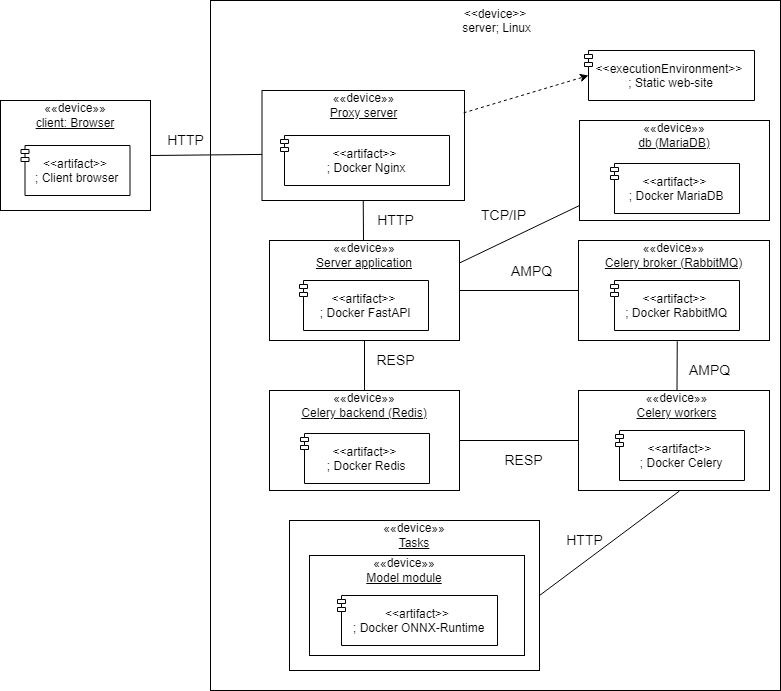 <<device>>
server; Linux
<<executionEnvironment>>
; Static web-site
««device»»
client: Browser
<<artifact>>
; Client browser
HTTP
««device»»
Proxy server
<<artifact>>
; Docker Nginx
««device»»
db (MariaDB)
<<artifact>>
; Docker MariaDB
HTTP
TCP/IP
««device»»
Server application
<<artifact>>
; Docker FastAPI
AMPQ
««device»»
Celery broker (RabbitMQ)
<<artifact>>
; Docker RabbitMQ
RESP
AMPQ
««device»»
Celery backend (Redis)
<<artifact>>
; Docker Redis
RESP
««device»»
Celery workers
<<artifact>>
; Docker Celery
HTTP
««device»»
Tasks
««device»»
Model module
<<artifact>>
; Docker ONNX-Runtime